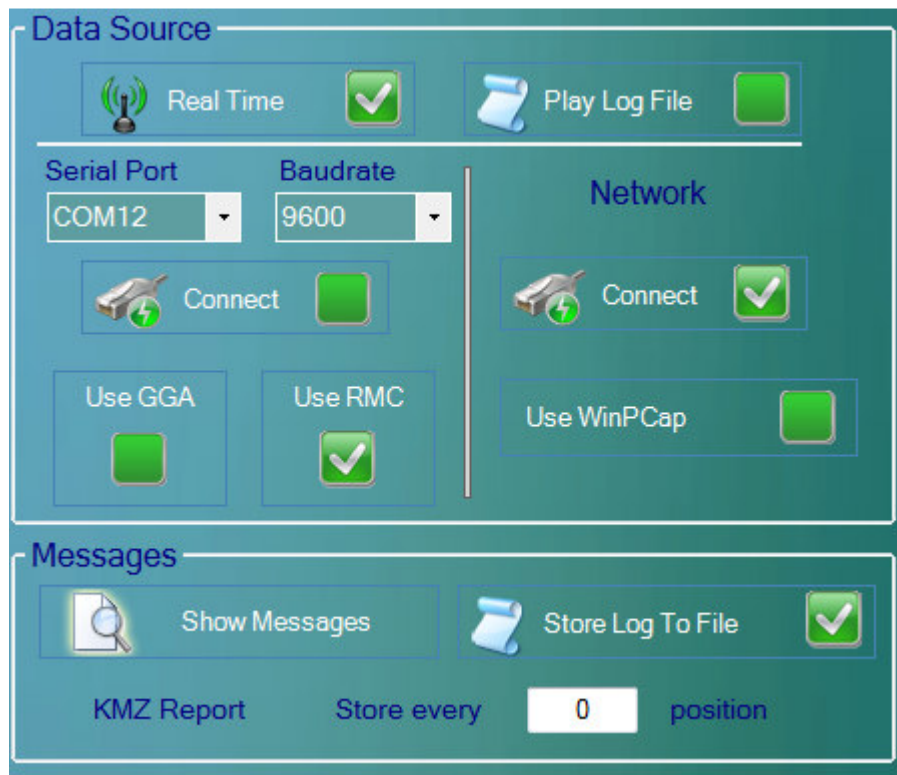 Data Source
Real Time
Play Log File
Serial Port
Baudrate
COM12
9600
Connect
Use GGA
Use RMC
Network
Connect
Use WinPCap
Messages
Show Messages
Store Log To File
KMZ Report
Store every 0 position